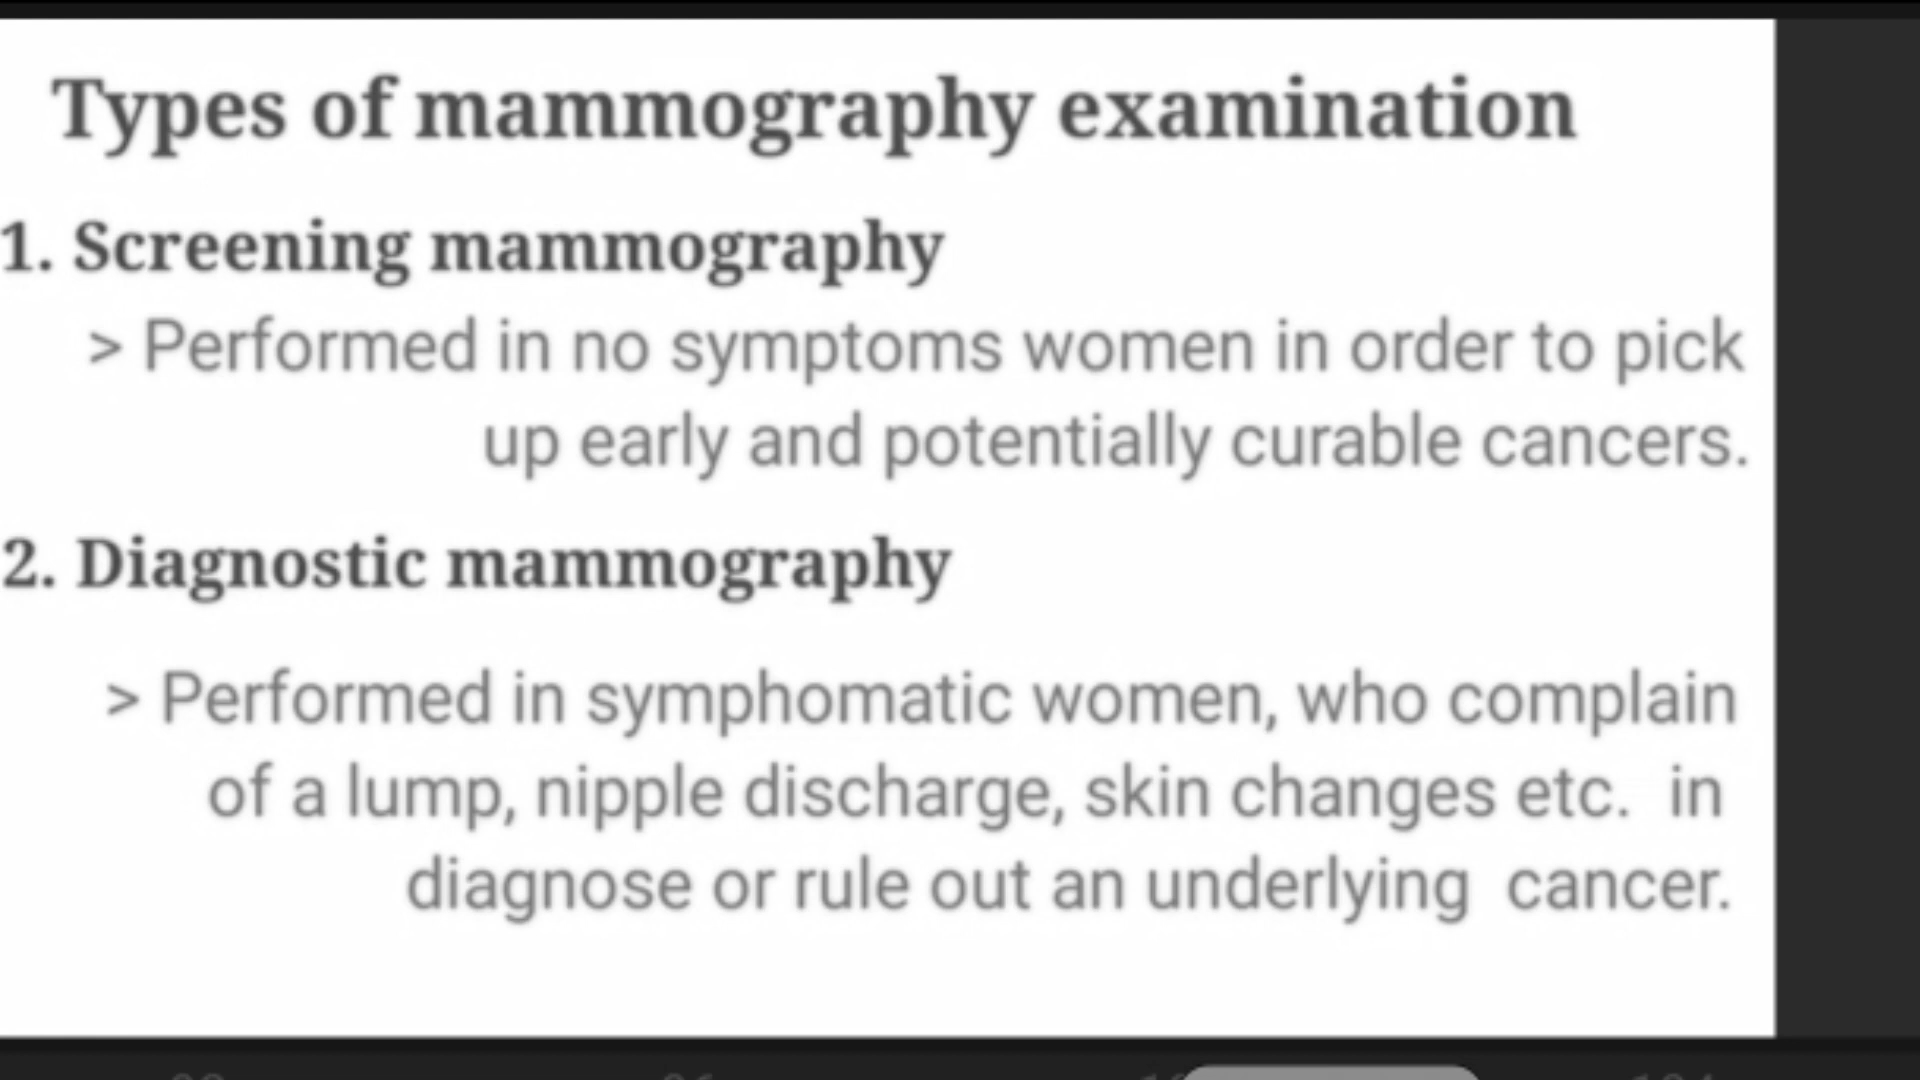 Types of mammography examination
1. Screening mammography
> Performed in no symptoms women in order to pick
up early and potentially curable cancers.
2. Diagnostic mammography
> Performed in symphomatic women, who complain
of a lump, nipple discharge, skin changes etc.  in
diagnose or rule out an underlying  cancer.